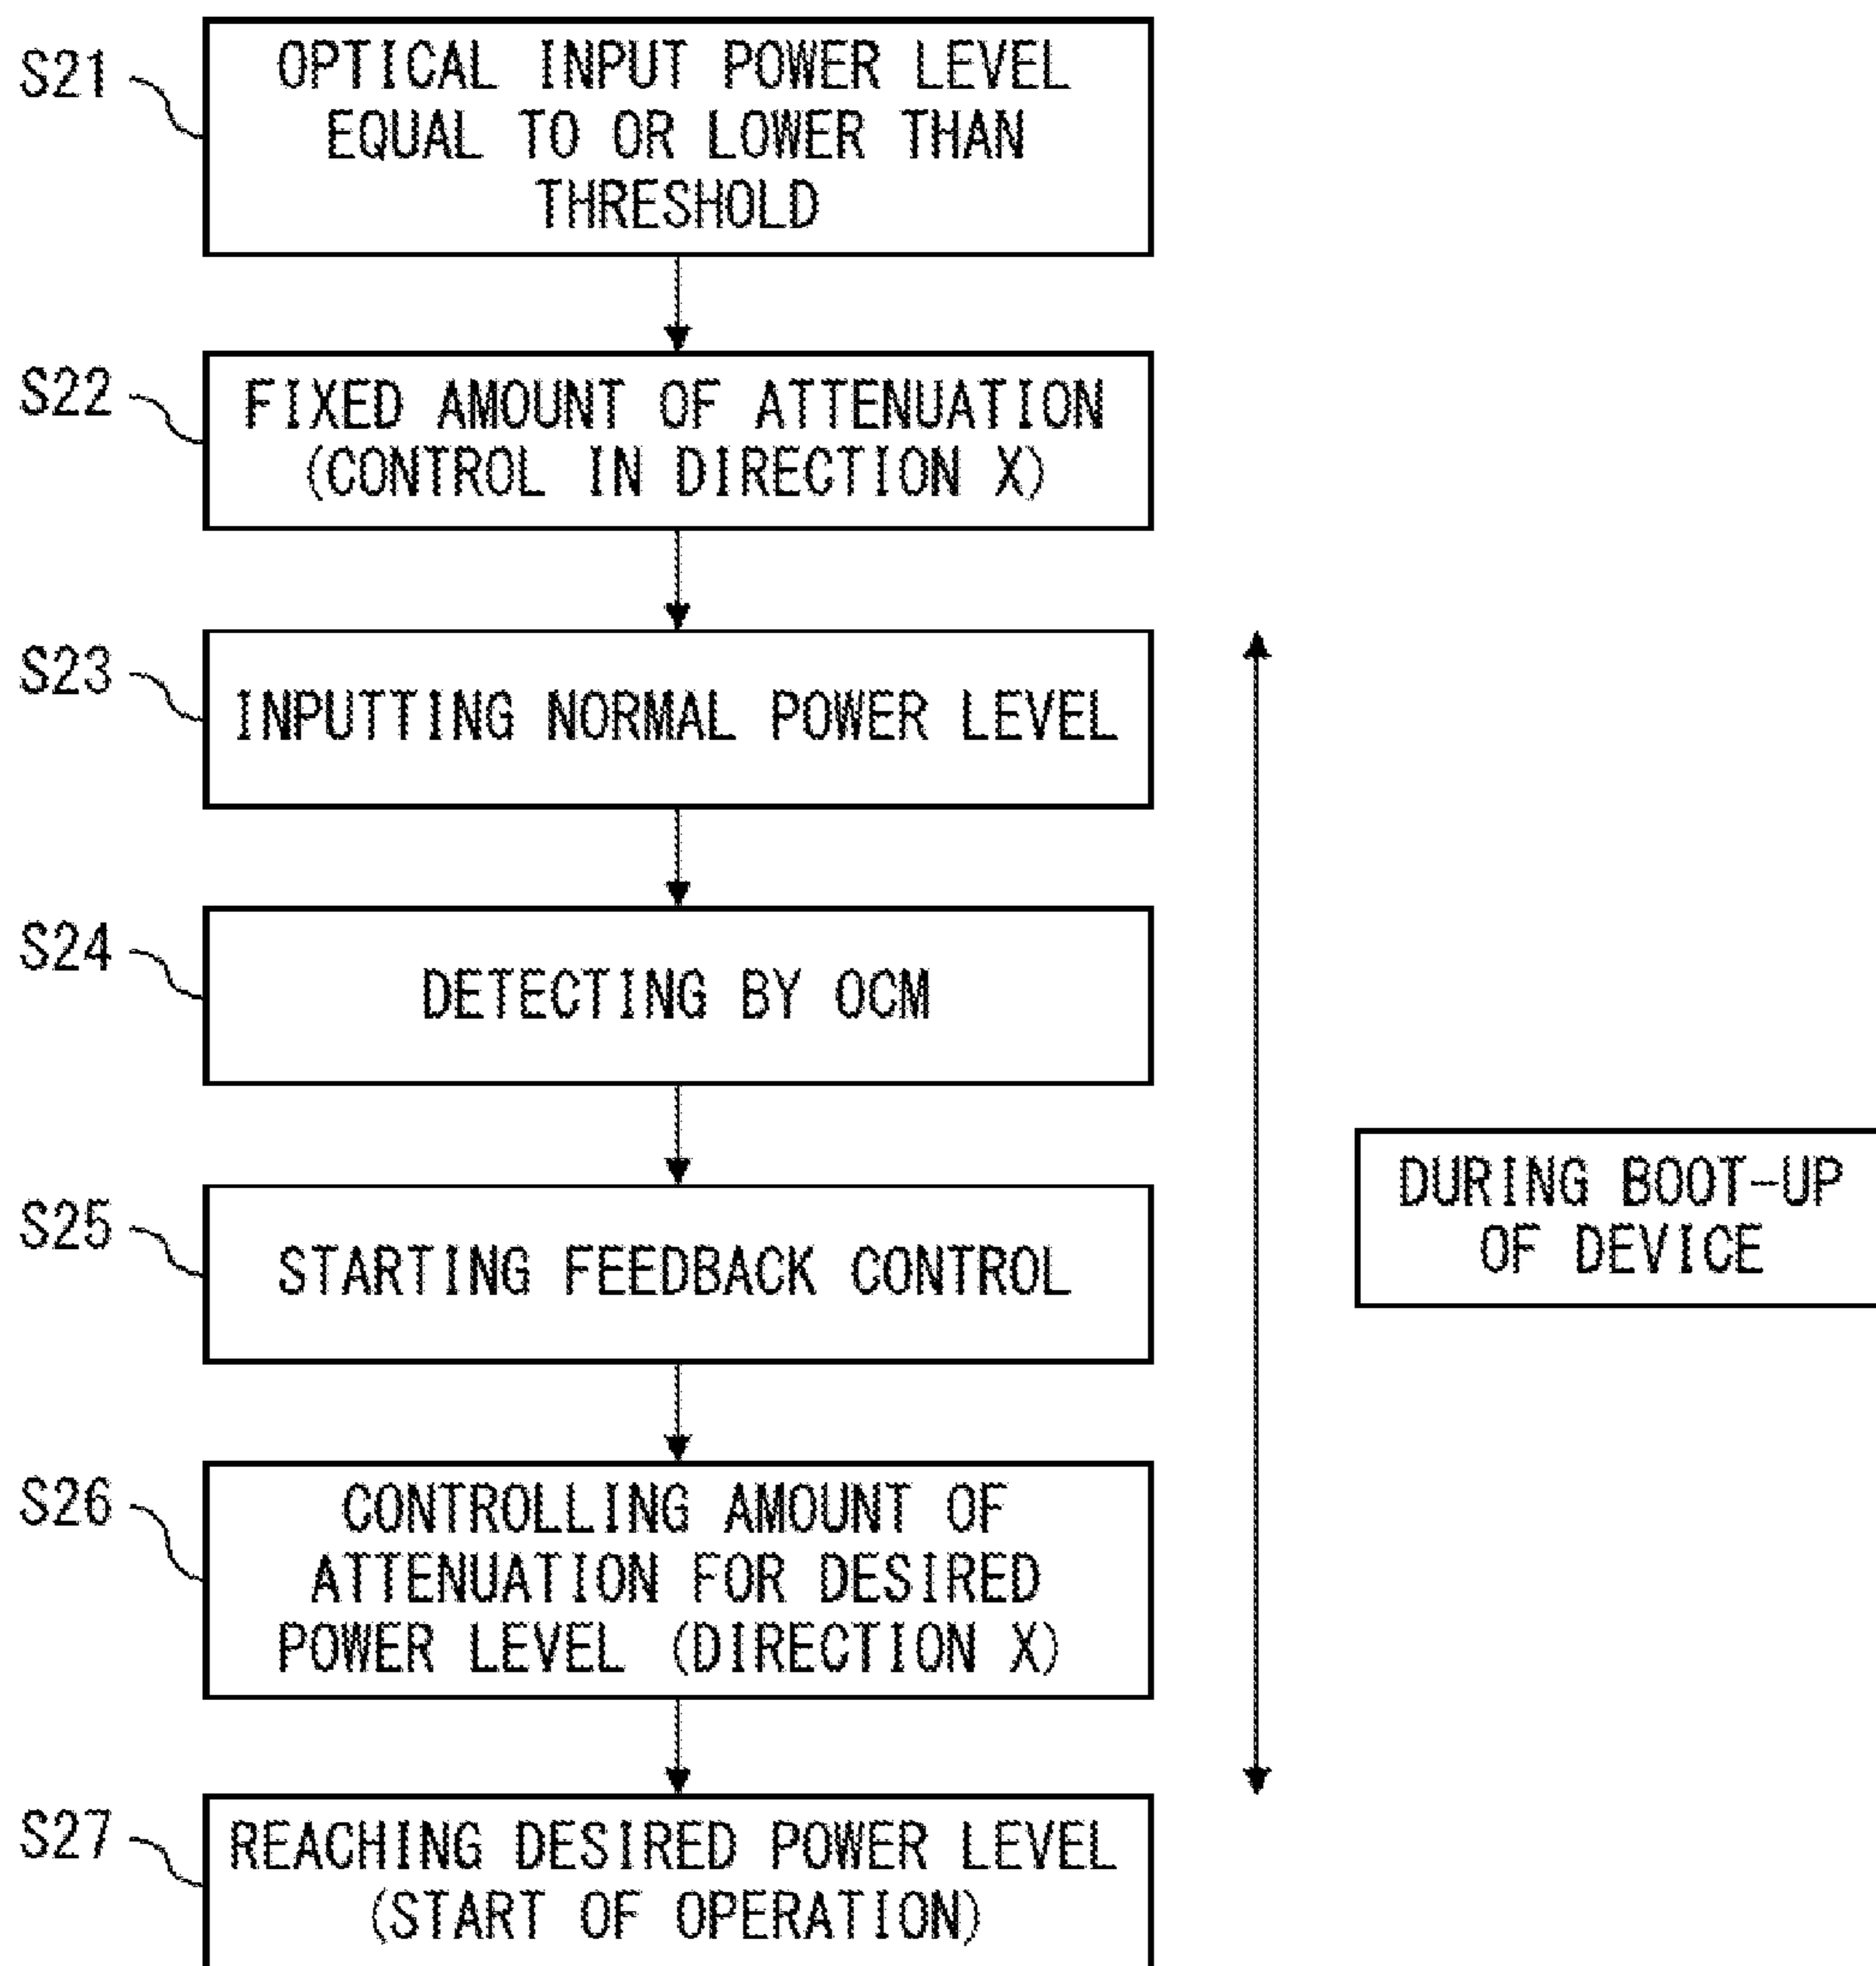 S21
OPTICAL INPUT POWER LEVEL
EQUAL TO OR LOWER THAN
THRESHOLD
S22
FIXED AMOUNT OF ATTENUATION
(CONTROL IN DIRECTION X)
S23
INPUTTING NORMAL POWER LEVEL
S24
DETECTING BY OCM
S25
STARTING FEEDBACK CONTROL
DURING BOOT-UP
OF DEVICE
S26
CONTROLLING AMOUNT OF
ATTENUATION FOR DESIRED
POWER LEVEL (DIRECTION X)
S27
REACHING DESIRED POWER LEVEL
(START OF OPERATION)